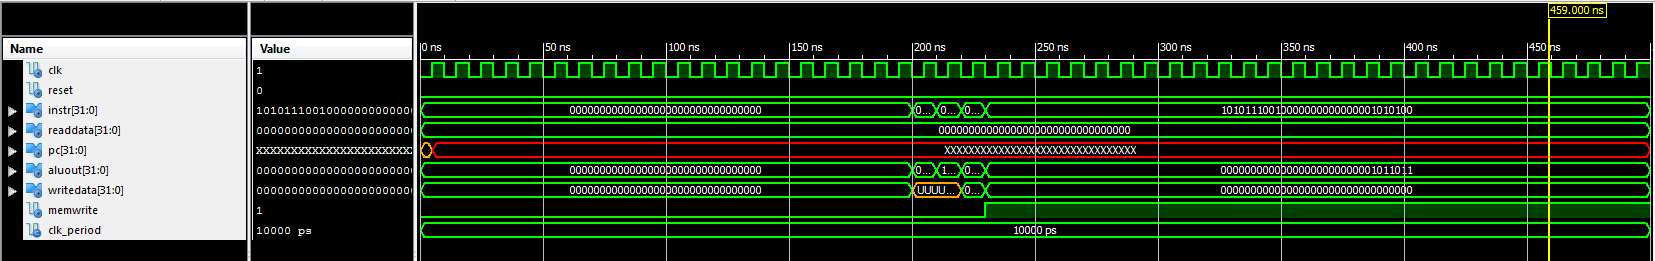 459.000 ns
Name Value
0 ns 50 ns 100 ns 150 ns 200 ns 250 ns 300 ns 350 ns 400 ns 450 ns
clk 1
reset 0
instr[31:0] 1010111001000000000000 00000000000000000000000000000000 0... 0... 0... 10101110010000000000000001010100
readdata[31:0] 0000000000000000000000 00000000000000000000000000000000
pc[31:0] XXXXXXXXXXXXXXXXXXXXXX XXXXXXXXXXXXXXXXXXXXXXXXXXXXXXXX
aluout[31:0] 0000000000000000000000 00000000000000000000000000000000 0... 1... 0... 00000000000000000000000001011011
writedata[31:0] 0000000000000000000000 00000000000000000000000000000000 UUUU... 0... 00000000000000000000000000000000
memwrite 1
clk_period 10000 ps 10000 ps